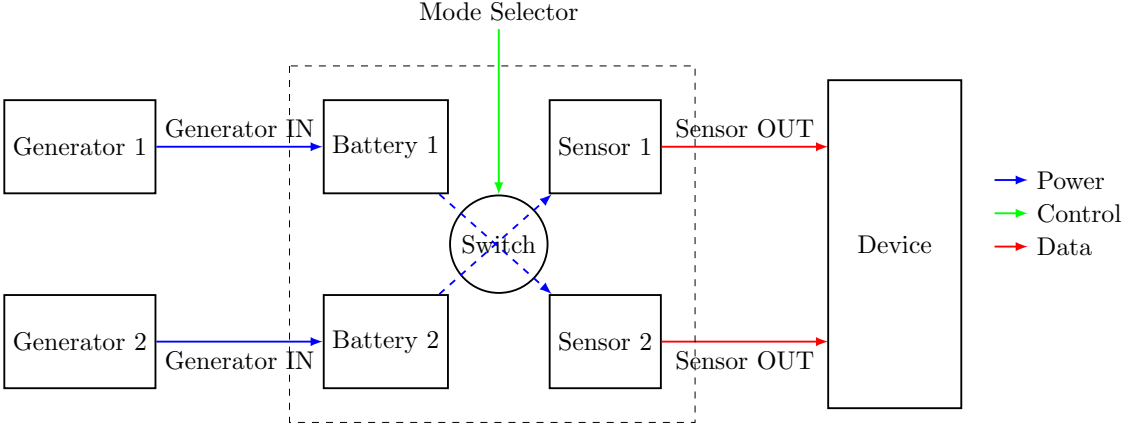 Mode Selector
Generator 1
Generator IN
Battery 1
Sensor 1
Sensor OUT
Switch
Device
Generator 2
Generator IN
Battery 2
Sensor 2
Sensor OUT
Power
Control
Data